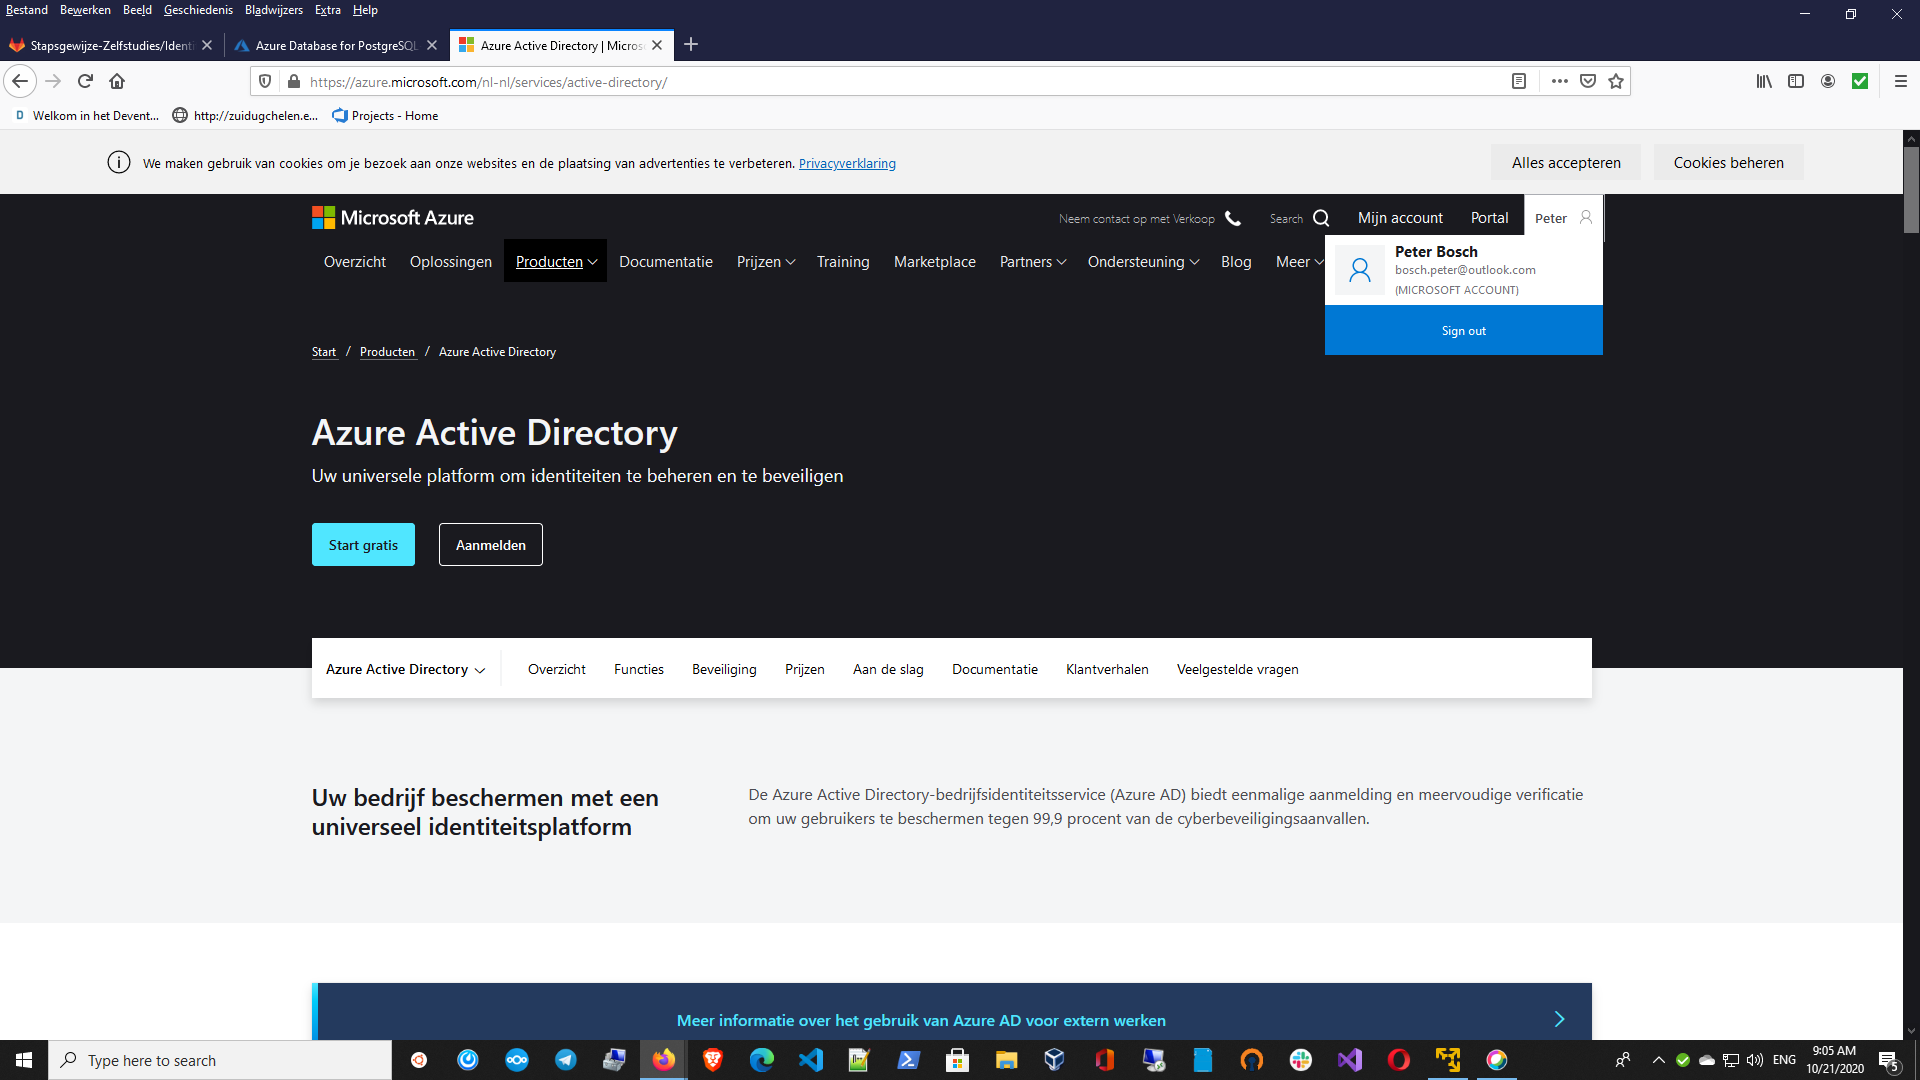 Bestand Bewerken Beeld Geschiedenis Bladwijzers Extra Help
Stapsgewijze-Zelfstudies/Identi
Azure Database for PostgreSQL
Azure Active Directory | Micros
https://azure.microsoft.com/nl-nl/services/active-directory/
Welkom in het Devent...
http://zuidugchelen.e...
Projects - Home
We maken gebruik van cookies om je bezoek aan onze websites en de plaatsing van advertenties te verbeteren. Privacyverklaring
Alles accepteren
Cookies beheren
Microsoft Azure
Neem contact op met Verkoop
Search
Mijn account
Portal
Peter
Overzicht Oplossingen Producten Documentatie Prijzen Training Marketplace Partners Ondersteuning Blog Meer
Peter Bosch
bosch.peter@outlook.com
(MICROSOFT ACCOUNT)
Sign out
Start / Producten / Azure Active Directory
Azure Active Directory
Uw universele platform om identiteiten te beheren en te beveiligen
Start gratis
Aanmelden
Azure Active Directory Overzicht Functies Beveiliging Prijzen Aan de slag Documentatie Klantverhalen Veelgestelde vragen
Uw bedrijf beschermen met een
universeel identiteitsplatform
De Azure Active Directory-bedrijfsidentiteitsservice (Azure AD) biedt eenmalige aanmelding en meervoudige verificatie
om uw gebruikers te beschermen tegen 99,9 procent van de cyberbeveiligingsaanvallen.
Meer informatie over het gebruik van Azure AD voor extern werken
Type here to search
ENG
9:05 AM
10/21/2020
5